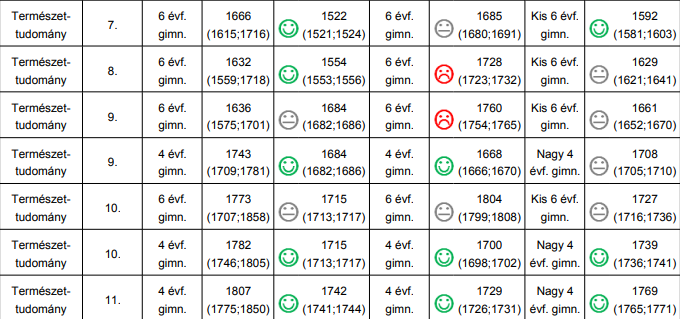 Természet-
tudomány
7.
6 évf.
gimn.
1666
(1615;1716)
1522
(1521;1524)
6 évf.
gimn.
1685
(1680;1691)
Kis 6 évf.
gimn.
1592
(1581;1603)
Természet-
tudomány
8.
6 évf.
gimn.
1632
(1559;1718)
1554
(1553;1556)
6 évf.
gimn.
1728
(1723;1732)
Kis 6 évf.
gimn.
1629
(1621;1641)
Természet-
tudomány
9.
6 évf.
gimn.
1636
(1575;1701)
1684
(1682;1686)
6 évf.
gimn.
1760
(1754;1765)
Kis 6 évf.
gimn.
1661
(1652;1670)
Természet-
tudomány
9.
4 évf.
gimn.
1743
(1709;1781)
1684
(1682;1686)
4 évf.
gimn.
1668
(1666;1670)
Nagy 4
évf. gimn.
1708
(1705;1710)
Természet-
tudomány
10.
6 évf.
gimn.
1773
(1707;1858)
1715
(1713;1717)
6 évf.
gimn.
1804
(1799;1808)
Kis 6 évf.
gimn.
1727
(1716;1736)
Természet-
tudomány
10.
4 évf.
gimn.
1782
(1746;1805)
1715
(1713;1717)
4 évf.
gimn.
1700
(1698;1702)
Nagy 4
évf. gimn.
1739
(1736;1741)
Természet-
tudomány
11.
4 évf.
gimn.
1807
(1775;1850)
1742
(1741;1744)
4 évf.
gimn.
1729
(1726;1731)
Nagy 4
évf. gimn.
1769
(1765;1771)